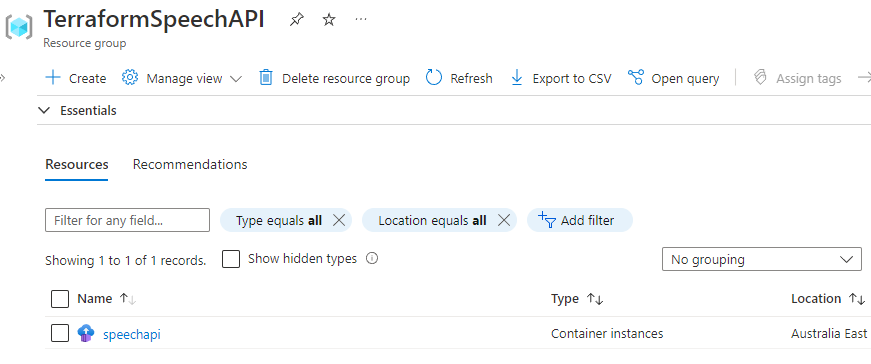 TerraformSpeechAPI
Resource group
Create Manage view Delete resource group Refresh Export to CSV Open query Assign tags
Essentials
Resources Recommendations
Filter for any field... Type equals all Location equals all Add filter
Showing 1 to 1 of 1 records. Show hidden types No grouping
Name Type Location
speechapi Container instances Australia East